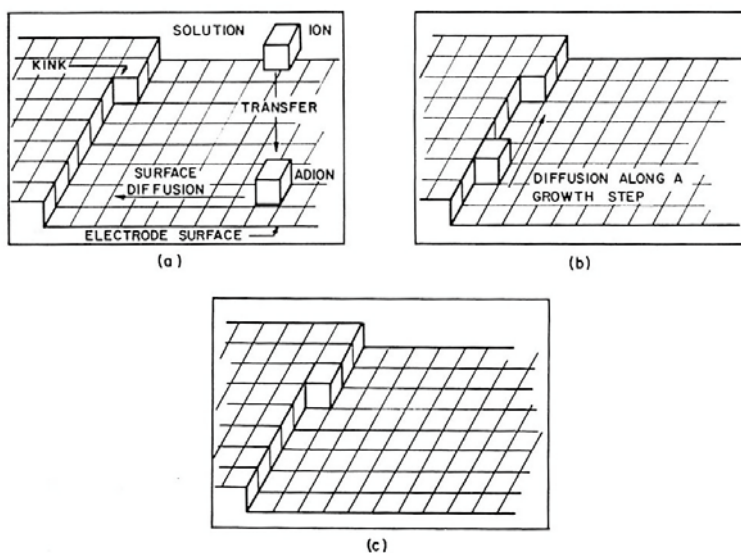 SOLUTION ION
KINK
TRANSFER
SURFACE ADION
DIFFUSION
ELECTRODE SURFACE
(a)
DIFFUSION ALONG A
GROWTH STEP
(b)
(c)